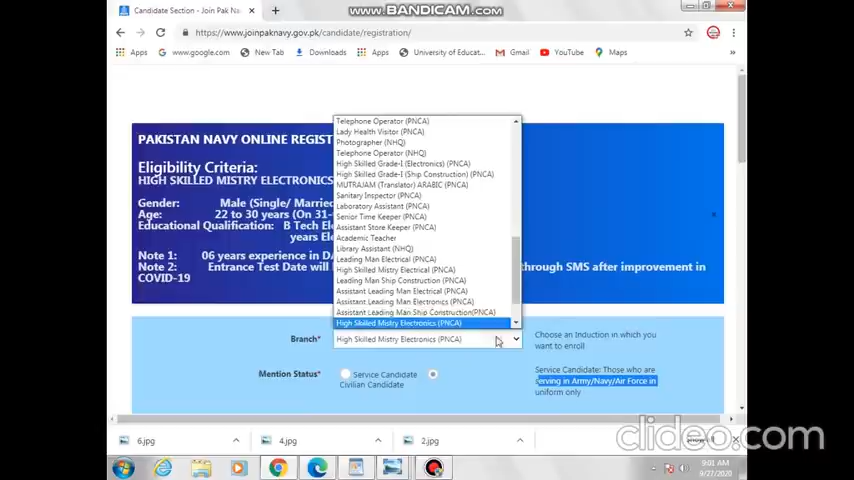 www.BANDICAM.com
Candidate Section - Join Pak Na
https://www.joinpaknavy.gov.pk/candidate/registration/
Apps www.google.com New Tab Downloads University of Educat... Gmail YouTube Maps
PAKISTAN NAVY ONLINE REGIST
Eligibility Criteria:
HIGH SKILLED MISTRY ELECTRONICS
Gender: Male (Single/ Married
Age: 22 to 30 years (On 31-
Educational Qualification: B Tech Ele
years E
Note 1: 06 years experience in DA
Note 2: Entrance Test Date will
through SMS after improvement in
COVID-19
Telephone Operator (PNCA)
Lady Health Visitor (PNCA)
Photographer (NHQ)
Telephone Operator (NHQ)
High Skilled Grade-I (Electronics) (PNCA)
High Skilled Grade-I (Ship Construction) (PNCA)
MUTRAJAM (Translator) ARABIC (PNCA)
Sanitary Inspector (PNCA)
Laboratory Assistant (PNCA)
Senior Time Keeper (PNCA)
Assistant Store Keeper (PNCA)
Academic Teacher
Library Assistant (NHQ)
Leading Man Electrical (PNCA)
High Skilled Mistry Electrical (PNCA)
Leading Man Ship Construction (PNCA)
Assistant Leading Man Electrical (PNCA)
Assistant Leading Man Electronics (PNCA)
Assistant Leading Man Ship Construction(PNCA)
High Skilled Mistry Electronics (PNCA)
Branch* High Skilled Mistry Electronics (PNCA)
Choose an Induction in which you
want to enroll
Mention Status* Service Candidate
Civilian Candidate
Service Candidate: Those who are
serving in Army/Navy/Air Force in
uniform only
6.jpg 4.jpg 2.jpg
clideo.com
9:01 AM
9/27/2020